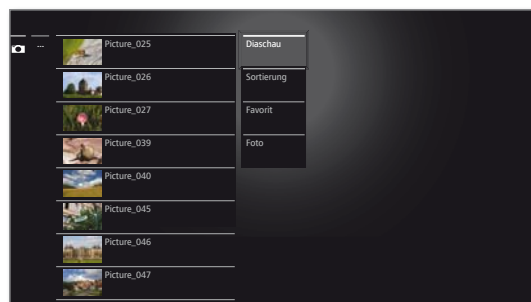 ...
Picture_025
Picture_026
Picture_027
Picture_039
Picture_040
Picture_045
Picture_046
Picture_047
Diaschau
Sortierung
Favorit
Foto